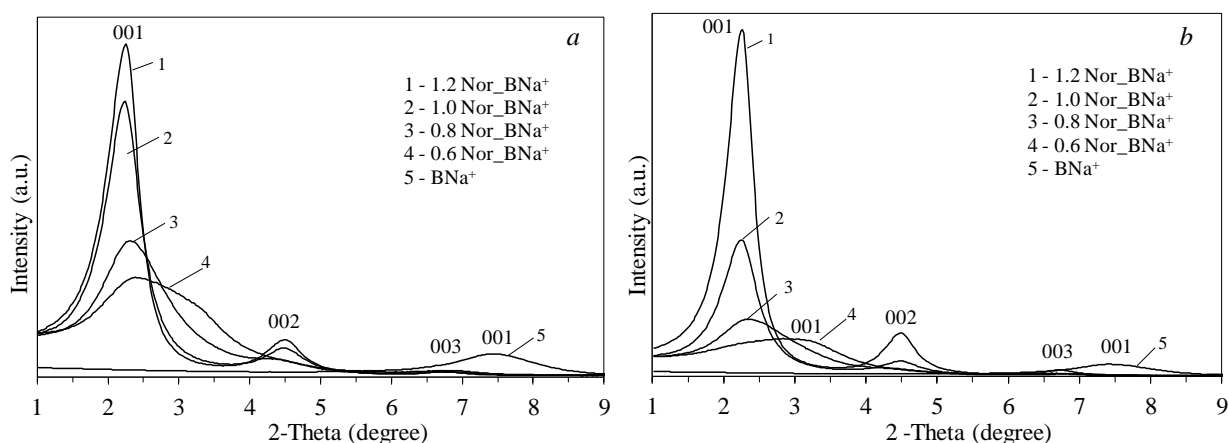 001
a
1
1 - 1.2 Nor_BNa⁺
2 - 1.0 Nor_BNa⁺
3 - 0.8 Nor_BNa⁺
4 - 0.6 Nor_BNa⁺
5 - BNa⁺
2
3
4
002
003 001
5
Intensity (a.u.)
1 2 3 4 5 6 7 8 9
2-Theta (degree)
001
b
1
1 - 1.2 Nor_BNa⁺
2 - 1.0 Nor_BNa⁺
3 - 0.8 Nor_BNa⁺
4 - 0.6 Nor_BNa⁺
5 - BNa⁺
2
3
001
4
002
003 001
5
Intensity (a.u.)
1 2 3 4 5 6 7 8 9
2 -Theta (degree)